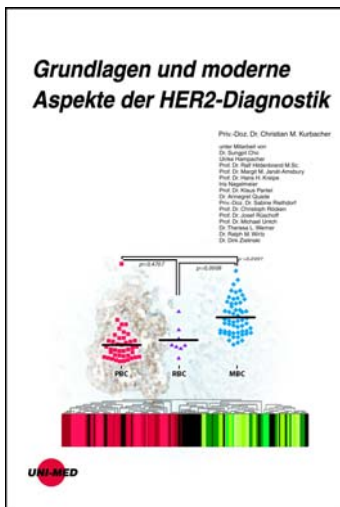 Grundlagen und moderne
Aspekte der HER2-Diagnostik
Priv.-Doz. Dr. Christian M. Kurbacher
unter Mitarbeit von
Dr. Sungjoti Cho
Ulrike Hampacher
Prof. Dr. Ralf Hilderbrand M.Sc.
Prof. Dr. Margit M. Janát-Amsbury
Prof. Dr. Hans H. Kreipe
Iris Nagelmeier
Prof. Dr. Klaus Pantel
Dr. Annegret Quade
Priv.-Doz. Dr. Sabine Riethdorf
Prof. Dr. Christoph Röcken
Prof. Dr. Josef Rüschoff
Prof. Dr. Michael Untch
Dr. Theresa L. Werner
Dr. Ralph M. Wirtz
Dr. Dirk Zielinski
PBC
RBC
MBC
UNI-MED